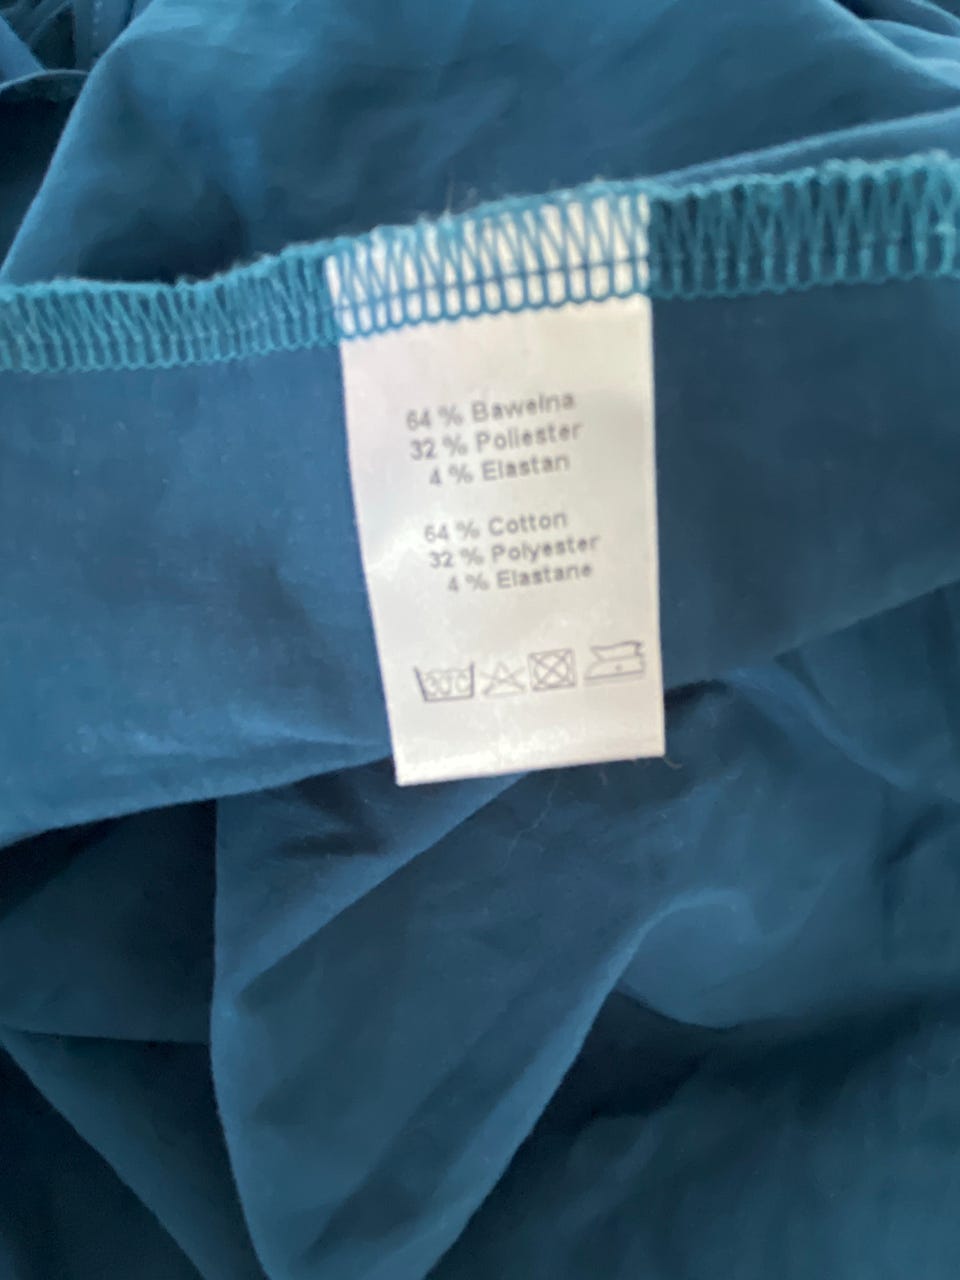 64 % Bawełna
32 % Poliester
4 % Elastan
64 % Cotton
32 % Polyester
4 % Elastane